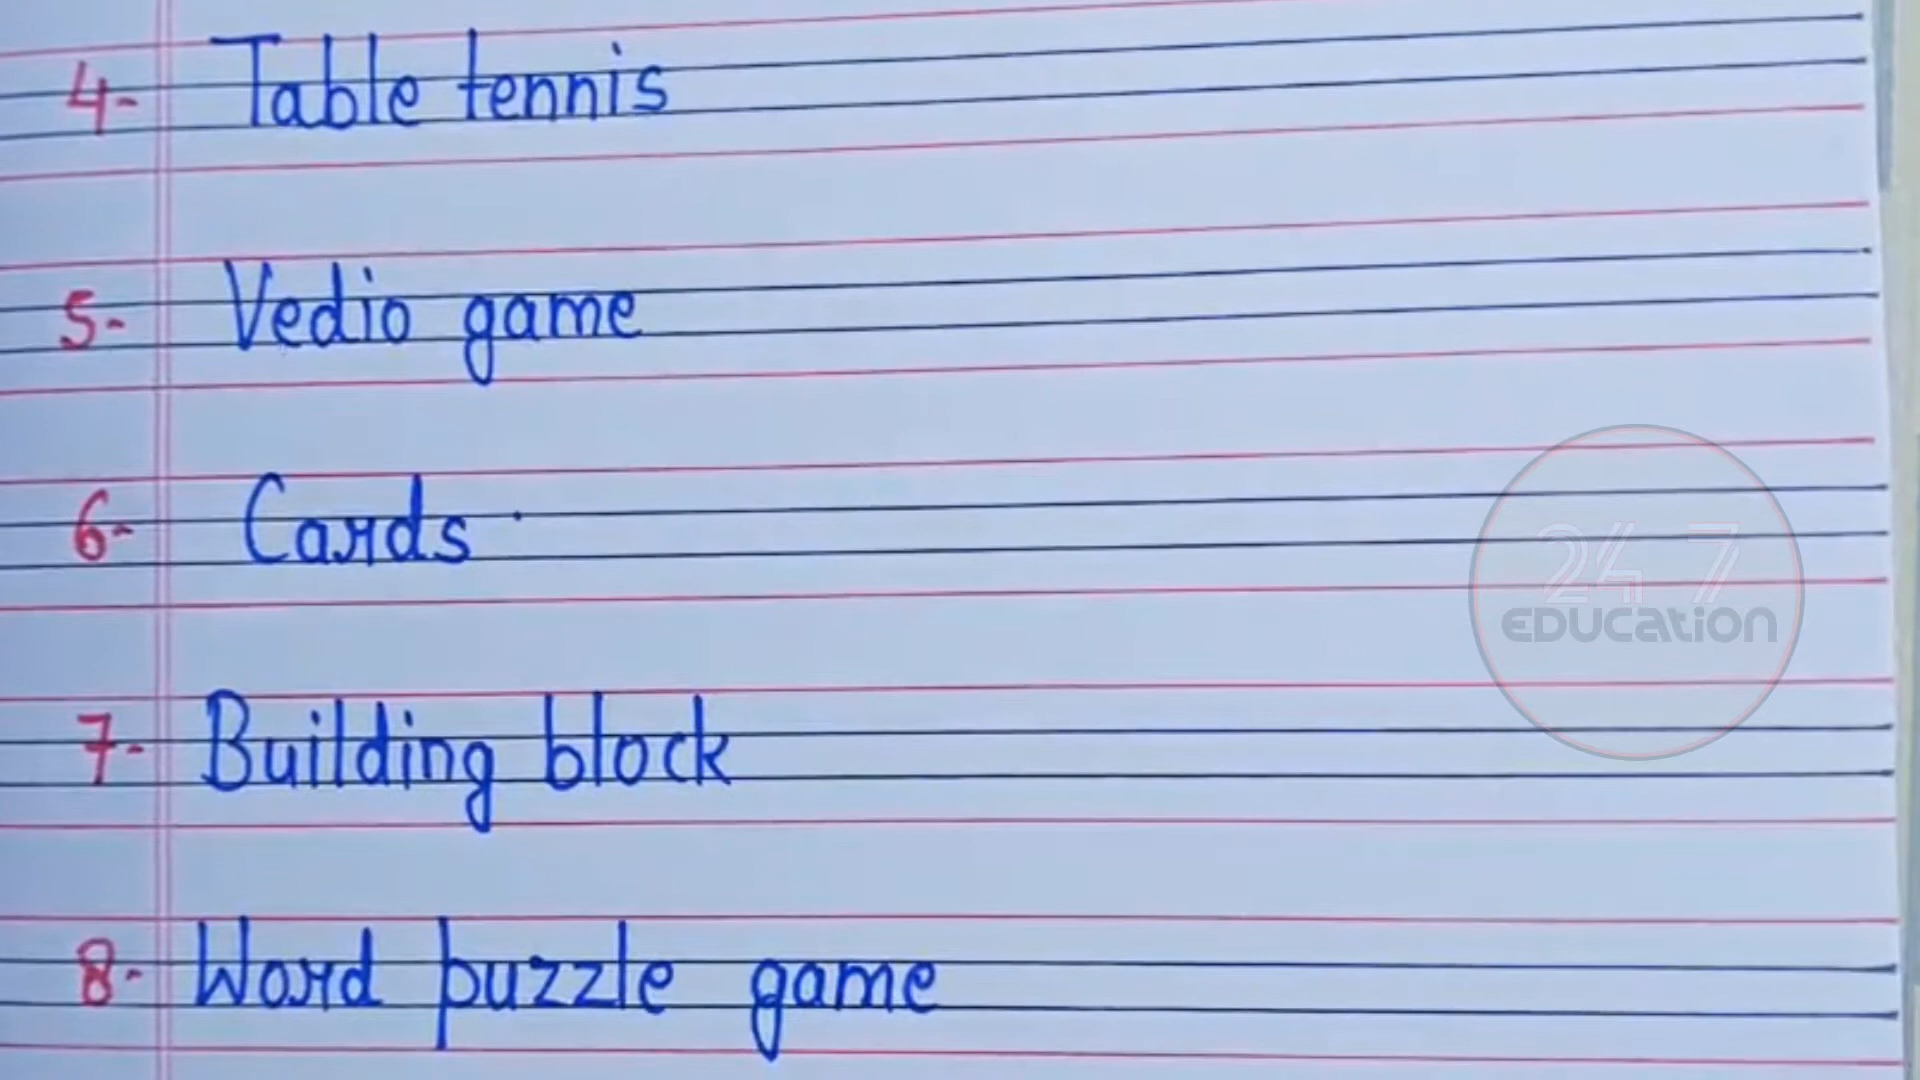 4- Table tennis
5- Vedio game
6- Cards
24 7
EDUCATION
7- Building block
8- Word puzzle game